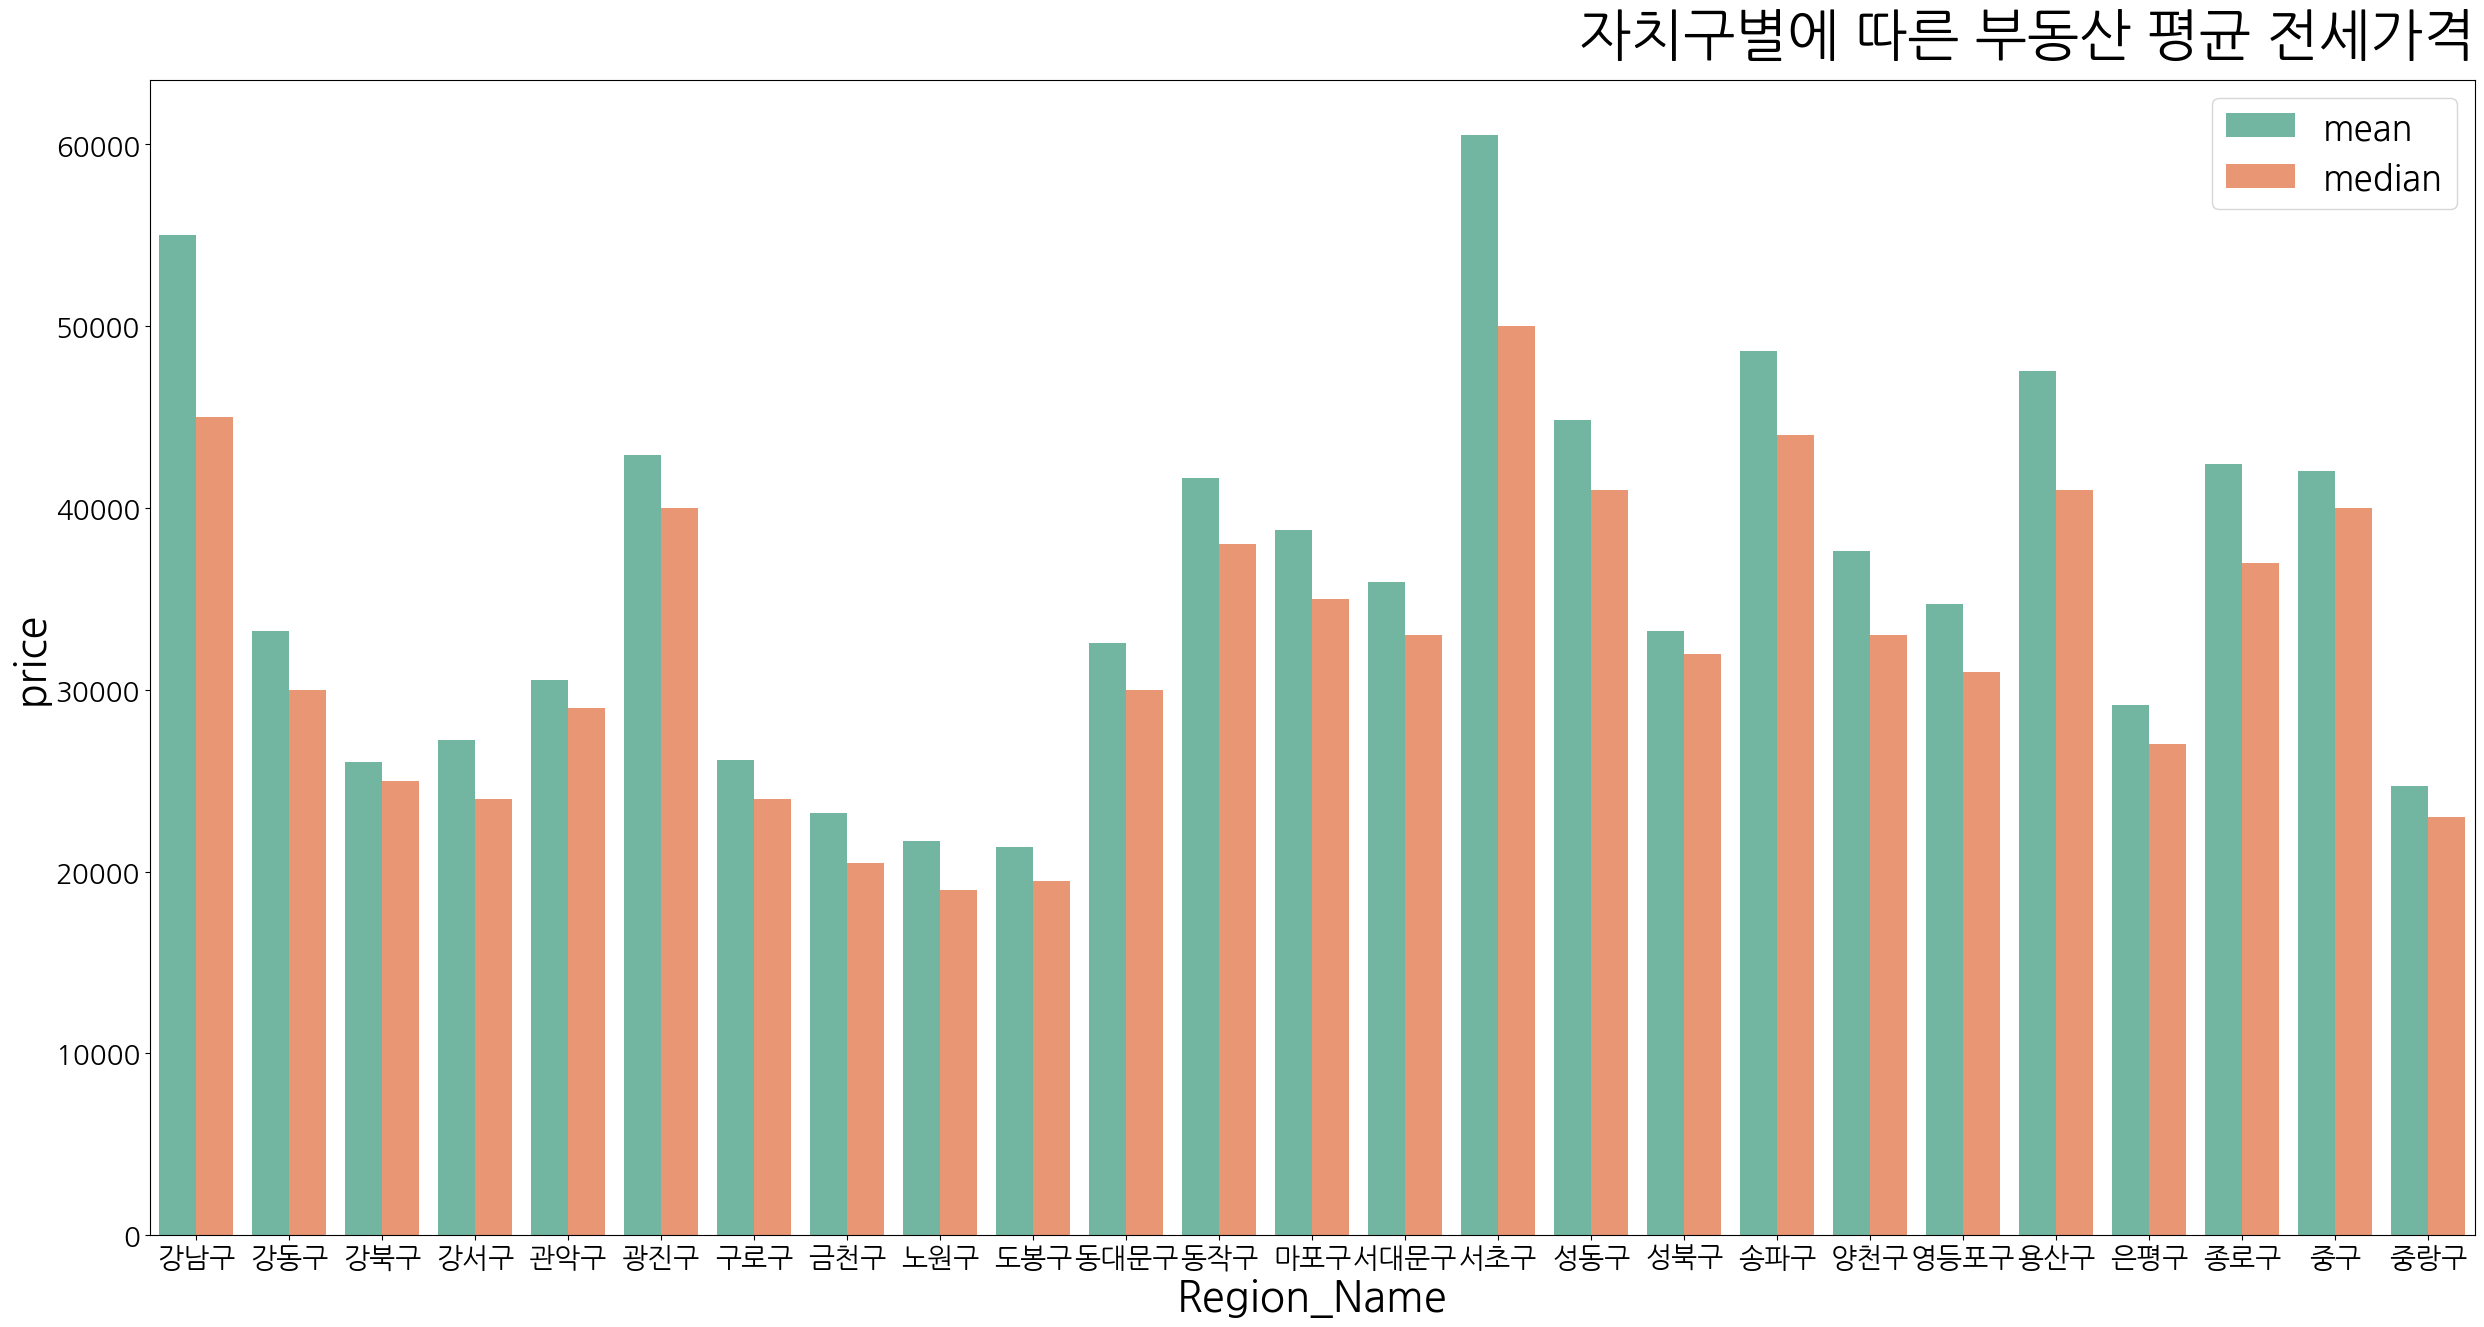 자치구별에 따른 부동산 평균 전세가격
mean
median
60000
50000
40000
30000
20000
10000
0
price
강남구 강동구 강북구 강서구 관악구 광진구 구로구 금천구 노원구 도봉구 동대문구 동작구 마포구 서대문구 서초구 성동구 성북구 송파구 양천구 영등포구 용산구 은평구 종로구 중구 중랑구
Region_Name